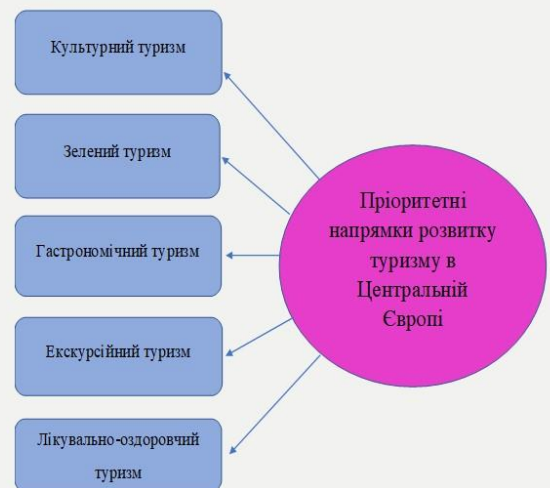 Культурний туризм
Зелений туризм
Гастрономічний туризм
Екскурсійний туризм
Лікувально-оздоровчий
туризм
Пріоритетні
напрямки розвитку
туризму в
Центральній
Європі